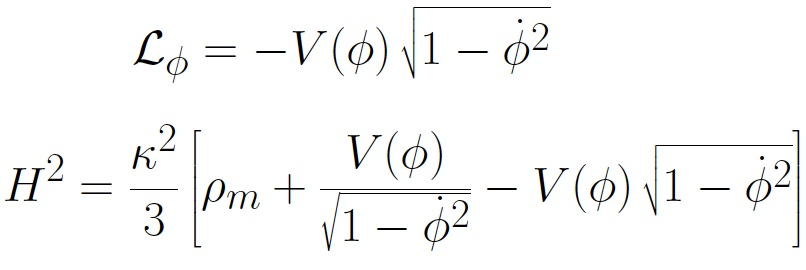 𝓛_ϕ = −V(ϕ) √(1 − ϕ̇²)
H² = κ²/3 [ρ_m + V(ϕ)/√(1 − ϕ̇²) − V(ϕ) √(1 − ϕ̇²)]